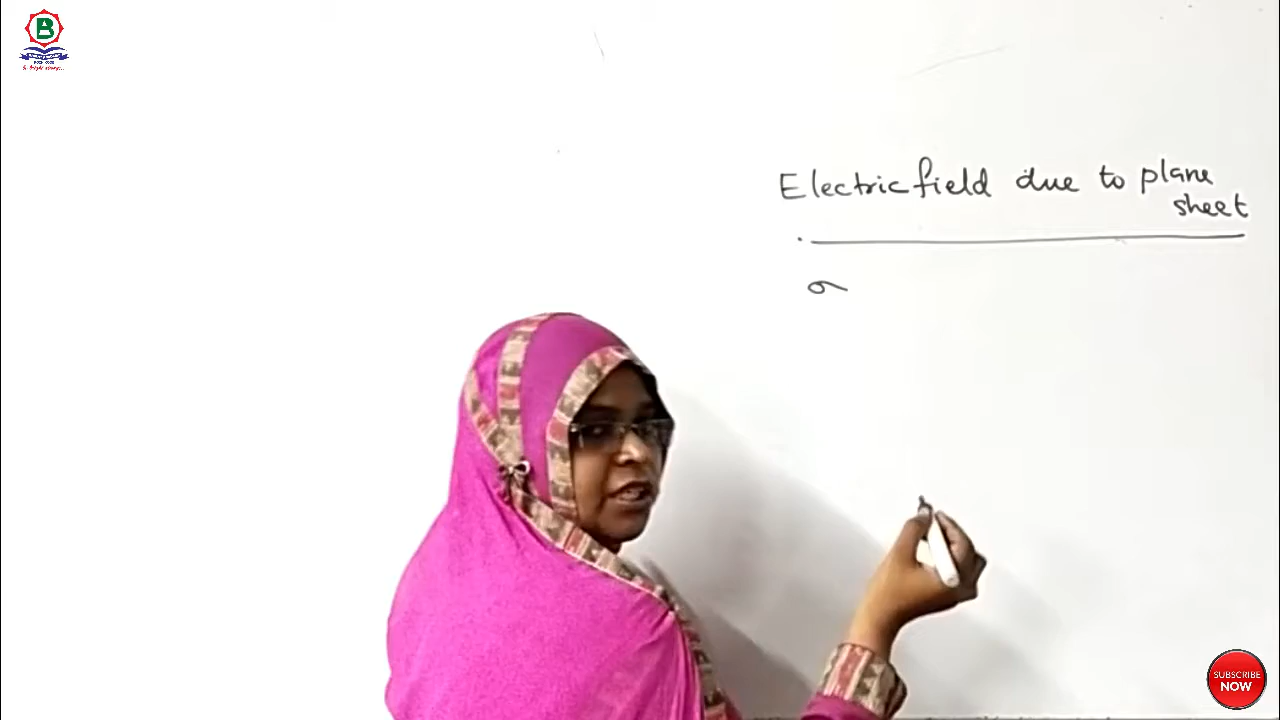 B
Electric field due to plane
sheet
σ
SUBSCRIBE
NOW